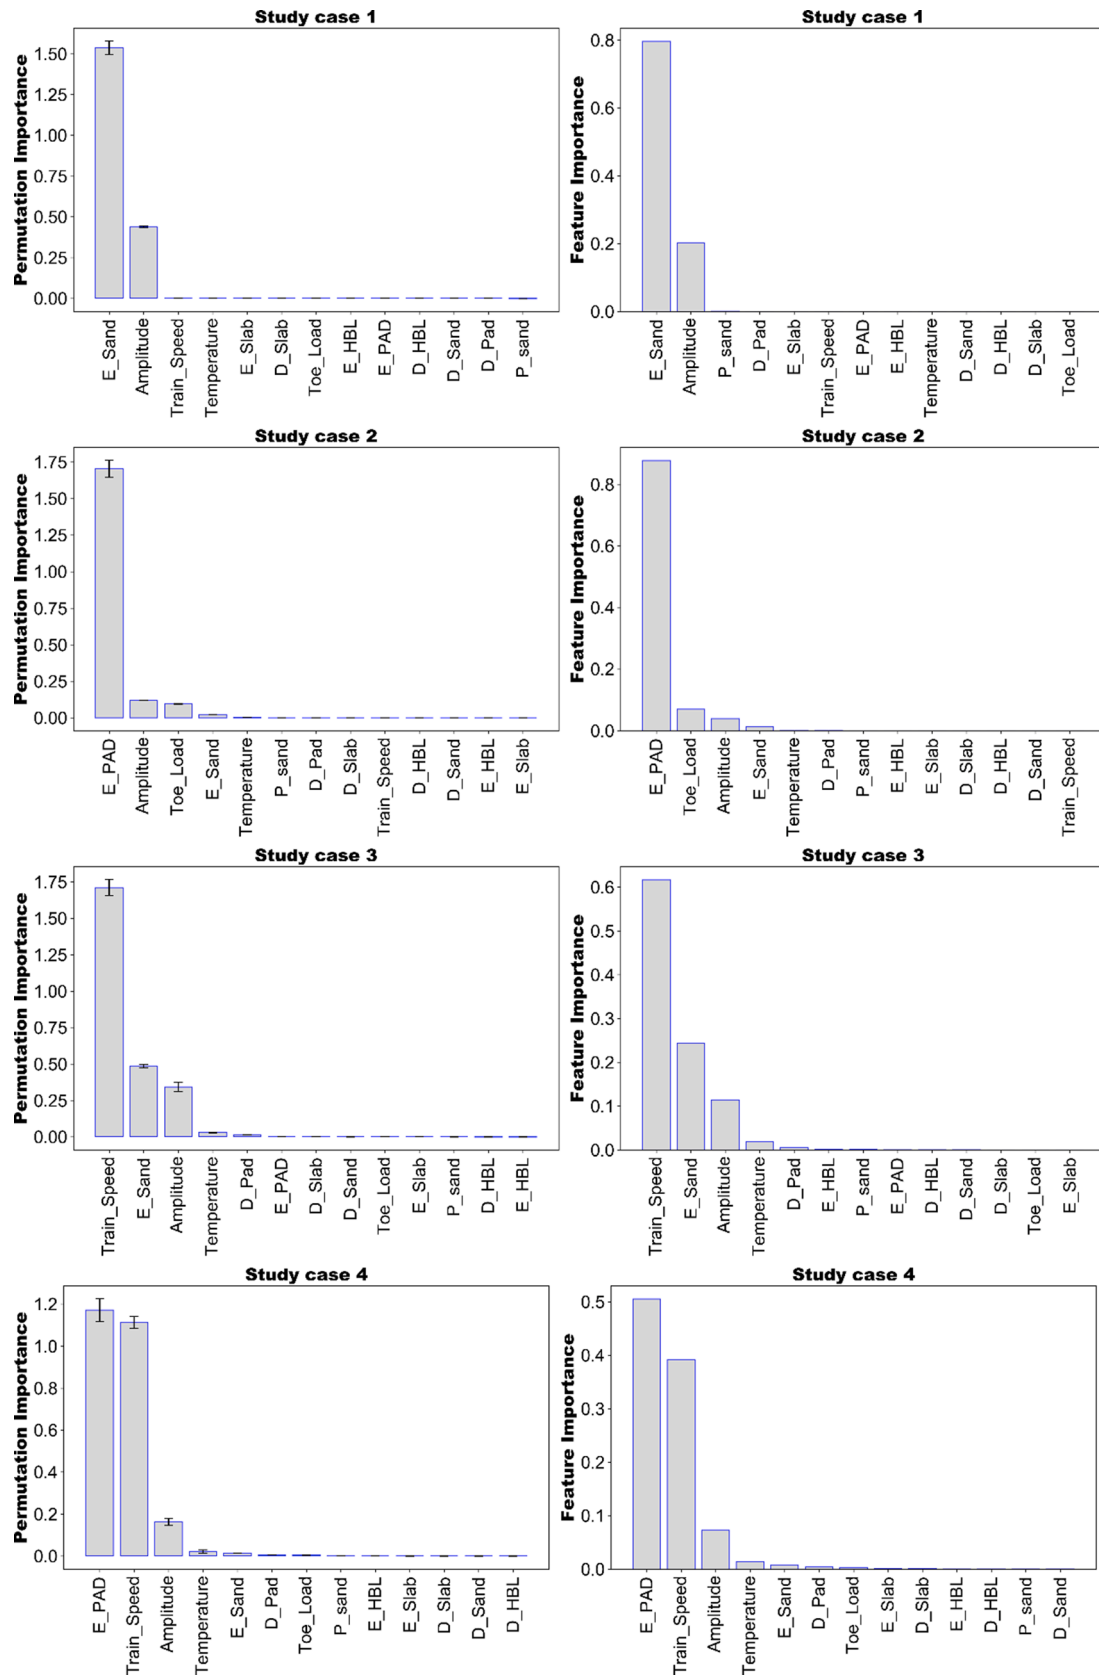 Study case 1
Permutation Importance
1.50
1.25
1.00
0.75
0.50
0.25
0.00
E_Sand
Amplitude
Train_Speed
Temperature
E_Slab
D_Slab
Toe_Load
E_HBL
E_PAD
D_HBL
D_Sand
D_Pad
P_sand
Study case 1
Feature Importance
0.8
0.6
0.4
0.2
0.0
E_Sand
Amplitude
P_sand
D_Pad
E_Slab
Train_Speed
E_PAD
E_HBL
Temperature
D_Sand
D_HBL
D_Slab
Toe_Load
Study case 2
Permutation Importance
1.75
1.50
1.25
1.00
0.75
0.50
0.25
0.00
E_PAD
Amplitude
Toe_Load
E_Sand
Temperature
P_sand
D_Pad
D_Slab
Train_Speed
D_HBL
D_Sand
E_HBL
E_Slab
Study case 2
Feature Importance
0.8
0.6
0.4
0.2
0.0
E_PAD
Toe_Load
Amplitude
E_Sand
Temperature
D_Pad
P_sand
E_HBL
E_Slab
D_Slab
D_HBL
D_Sand
Train_Speed
Study case 3
Permutation Importance
1.75
1.50
1.25
1.00
0.75
0.50
0.25
0.00
Train_Speed
E_Sand
Amplitude
Temperature
D_Pad
E_PAD
D_Slab
D_Sand
Toe_Load
E_Slab
P_sand
D_HBL
E_HBL
Study case 3
Feature Importance
0.6
0.5
0.4
0.3
0.2
0.1
0.0
Train_Speed
E_Sand
Amplitude
Temperature
D_Pad
E_HBL
P_sand
E_PAD
D_HBL
D_Sand
D_Slab
Toe_Load
E_Slab
Study case 4
Permutation Importance
1.2
1.0
0.8
0.6
0.4
0.2
0.0
E_PAD
Train_Speed
Amplitude
Temperature
E_Sand
D_Pad
Toe_Load
P_sand
E_HBL
E_Slab
D_Slab
D_Sand
D_HBL
Study case 4
Feature Importance
0.5
0.4
0.3
0.2
0.1
0.0
E_PAD
Train_Speed
Amplitude
Temperature
E_Sand
D_Pad
Toe_Load
E_Slab
D_Slab
E_HBL
D_HBL
P_sand
D_Sand